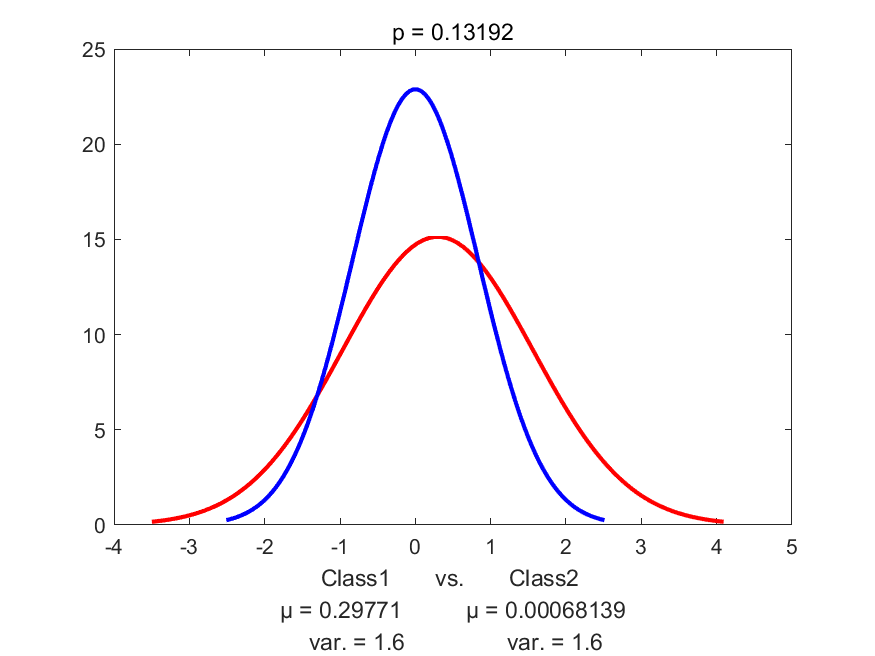 p = 0.13192
25
20
15
10
5
0
-4 -3 -2 -1 0 1 2 3 4 5
Class1 vs. Class2
μ = 0.29771 μ = 0.00068139
var. = 1.6 var. = 1.6